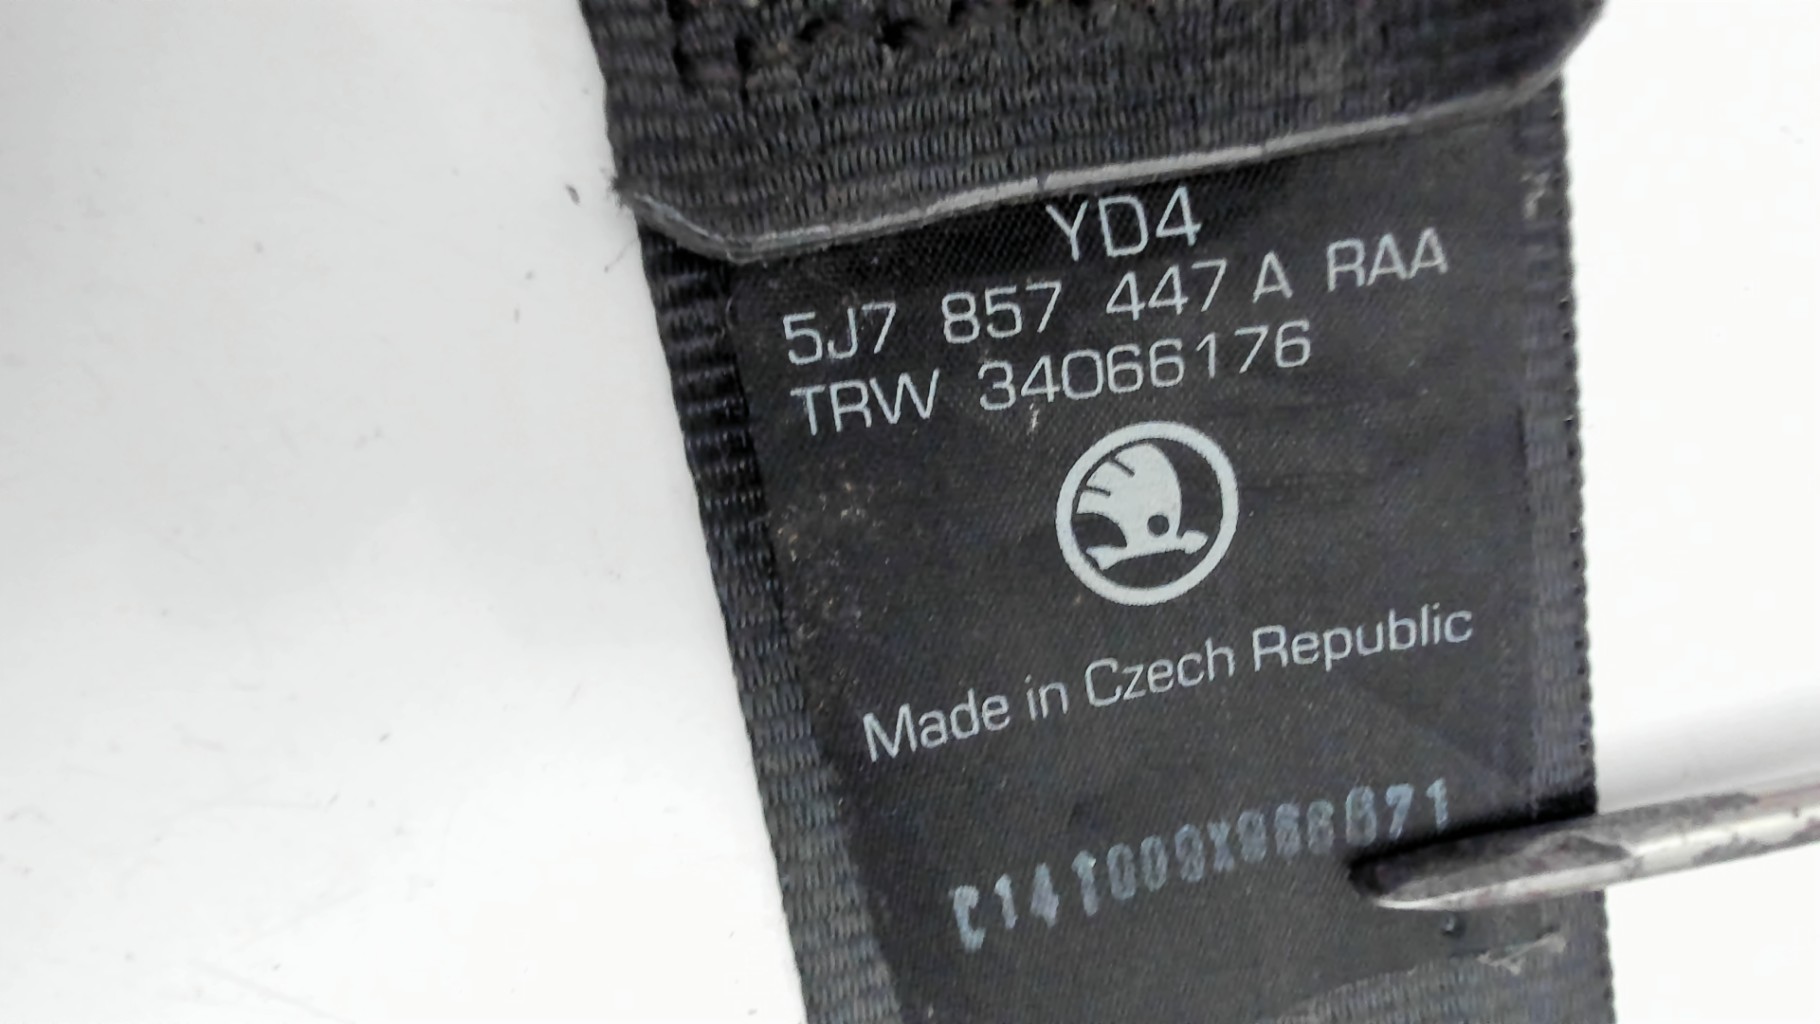 YD4
5J7 857 447 A RAA
TRW 34066176
Made in Czech Republic